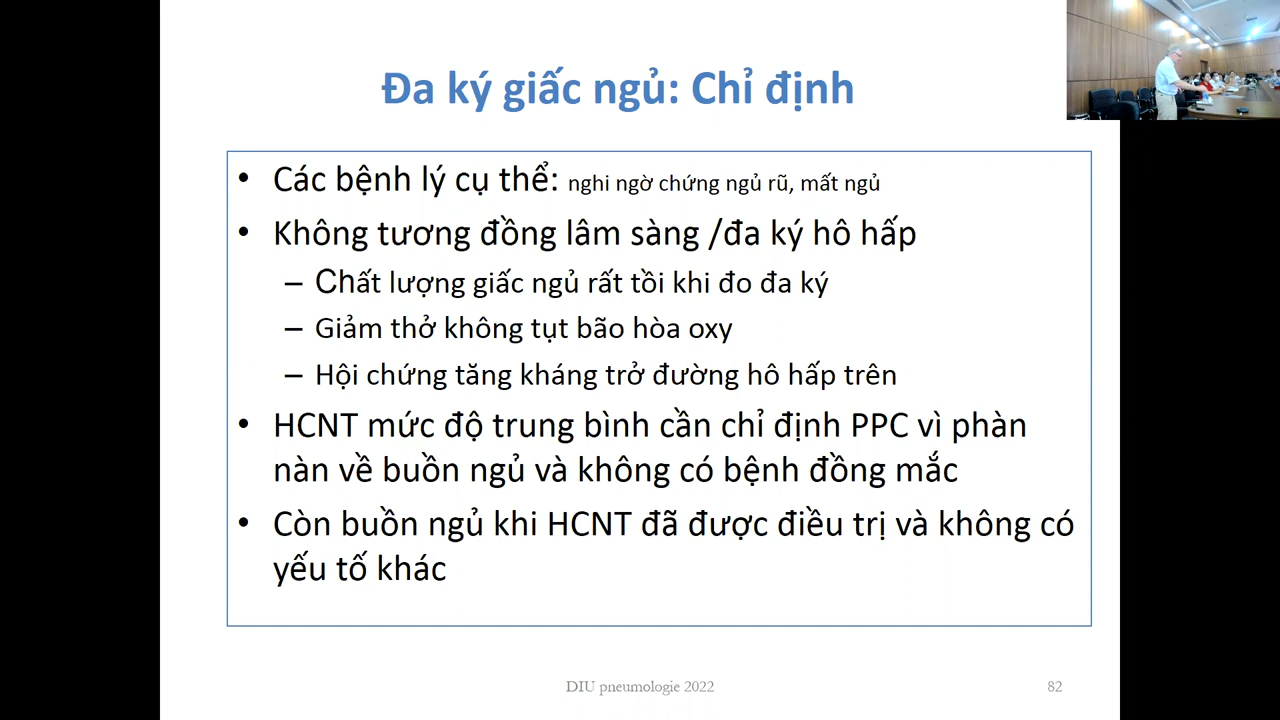 Đa ký giấc ngủ: Chỉ định
• Các bệnh lý cụ thể: nghi ngờ chứng ngủ rũ, mất ngủ
• Không tương đồng lâm sàng /đa ký hô hấp
– Chất lượng giấc ngủ rất tồi khi đo đa ký
– Giảm thở không tụt bão hòa oxy
– Hội chứng tăng kháng trở đường hô hấp trên
• HCNT mức độ trung bình cần chỉ định PPC vì phàn
nàn về buồn ngủ và không có bệnh đồng mắc
• Còn buồn ngủ khi HCNT đã được điều trị và không có
yếu tố khác
DIU pneumologie 2022
82